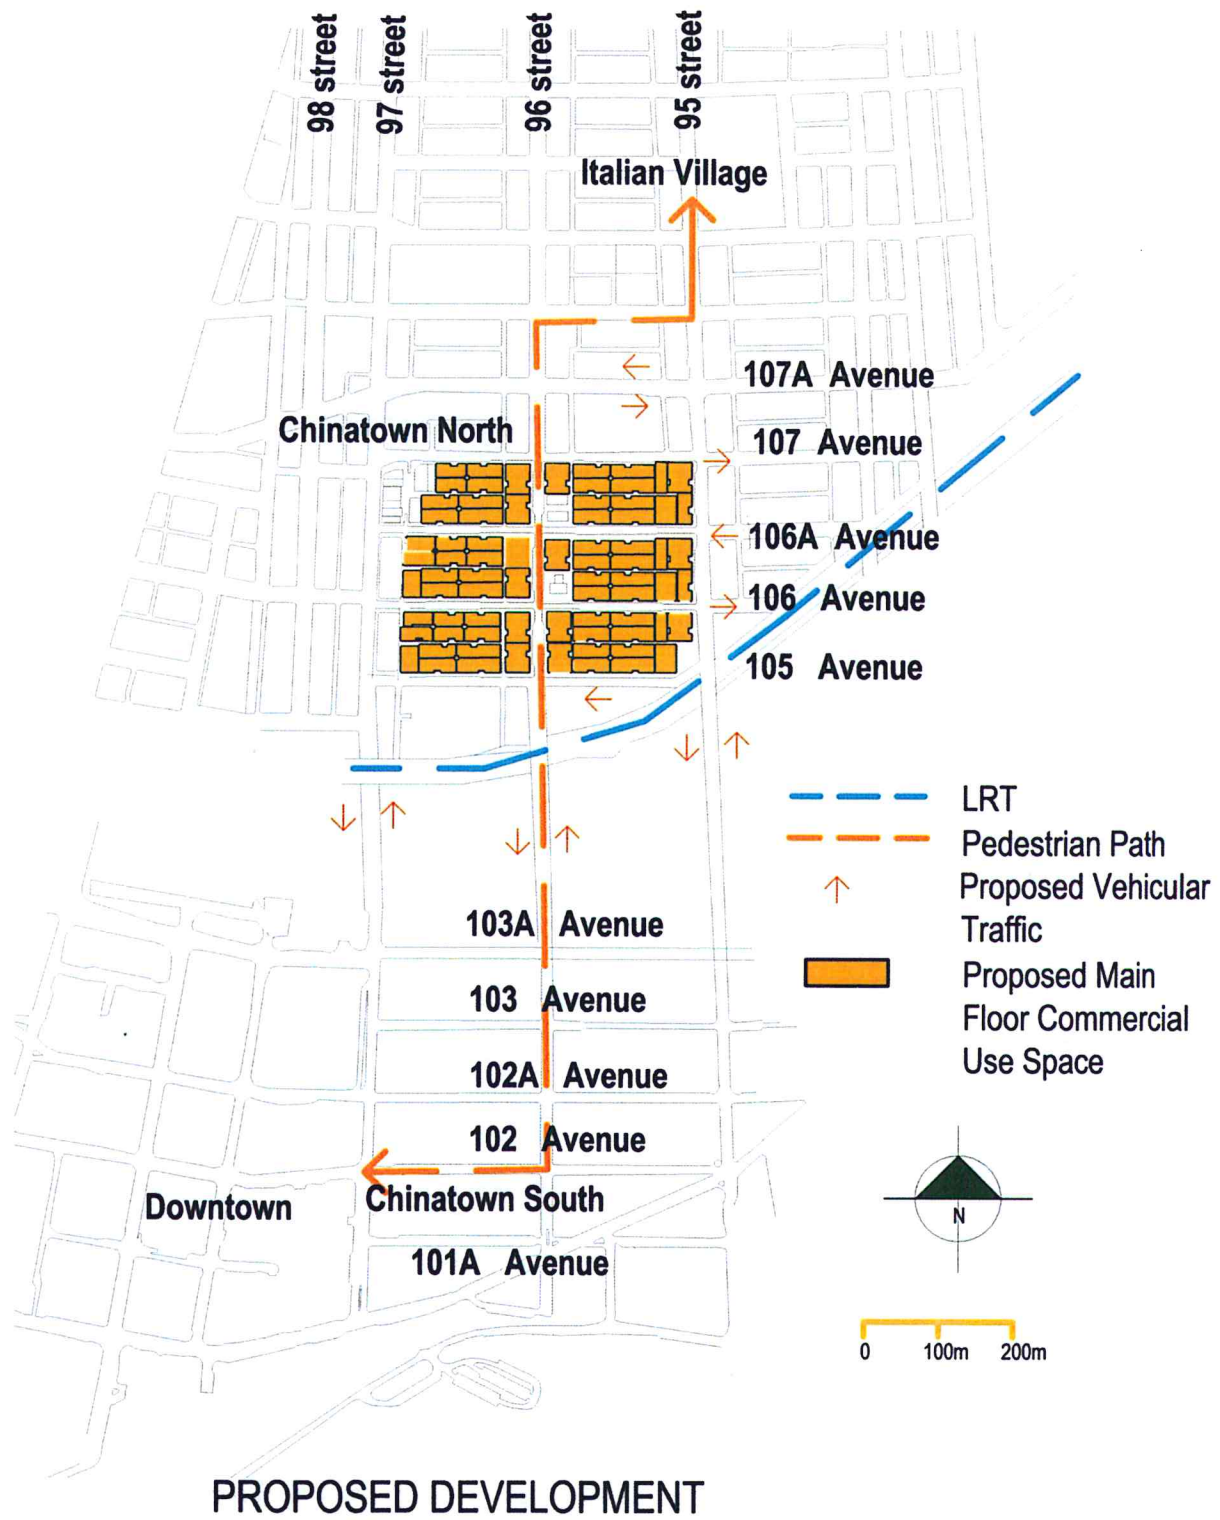 98 street
97 street
96 street
95 street
Italian Village
107A Avenue
Chinatown North
107 Avenue
106A Avenue
106 Avenue
105 Avenue
LRT
Pedestrian Path
Proposed Vehicular
Traffic
Proposed Main
Floor Commercial
Use Space
103A Avenue
103 Avenue
102A Avenue
102 Avenue
Downtown
Chinatown South
101A Avenue
N
0 100m 200m
PROPOSED DEVELOPMENT